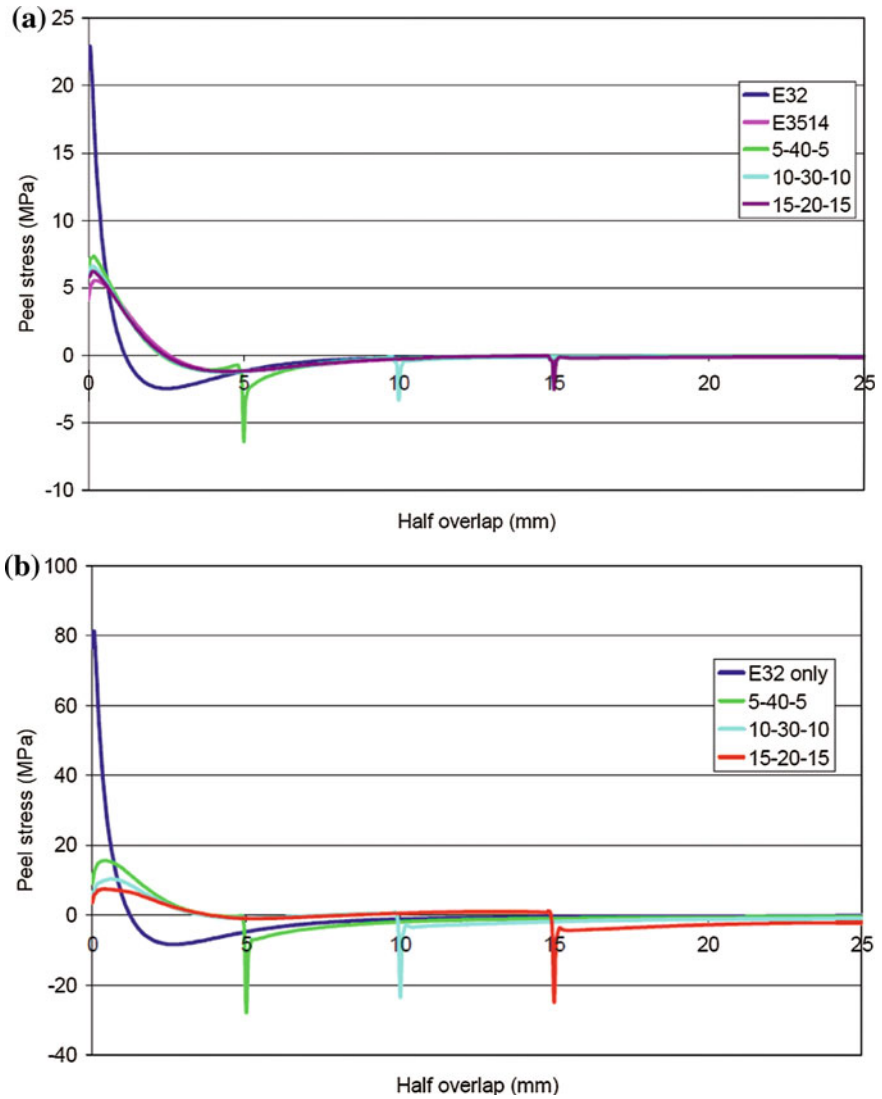 (a)
25
20
15
10
5
0
-5
-10
Peel stress (MPa)
E32
E3514
5-40-5
10-30-10
15-20-15
0 5 10 15 20 25
Half overlap (mm)
(b)
100
80
60
40
20
0
-20
-40
Peel stress (MPa)
E32 only
5-40-5
10-30-10
15-20-15
0 5 10 15 20 25
Half overlap (mm)